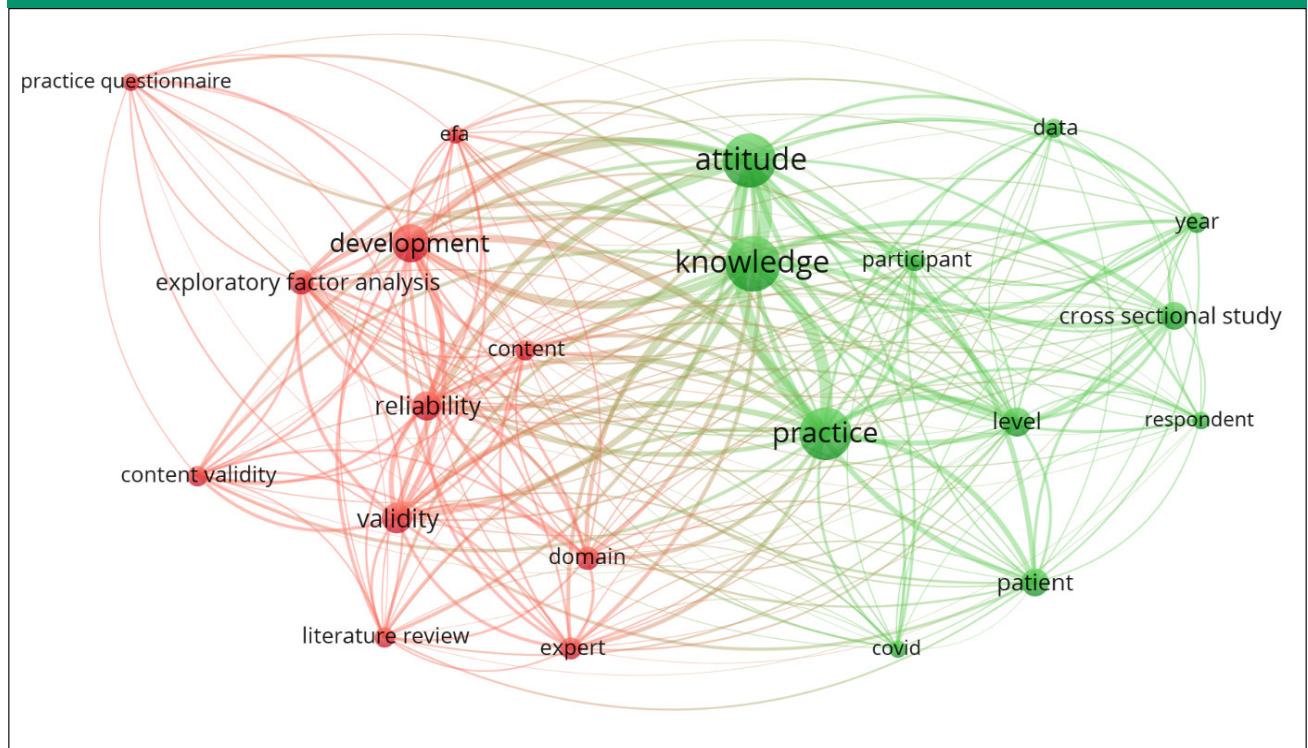 practice questionnaire
efa
data
attitude
year
development
knowledge
participant
exploratory factor analysis
cross sectional study
content
reliability
practice
level
respondent
content validity
validity
domain
patient
literature review
expert
covid